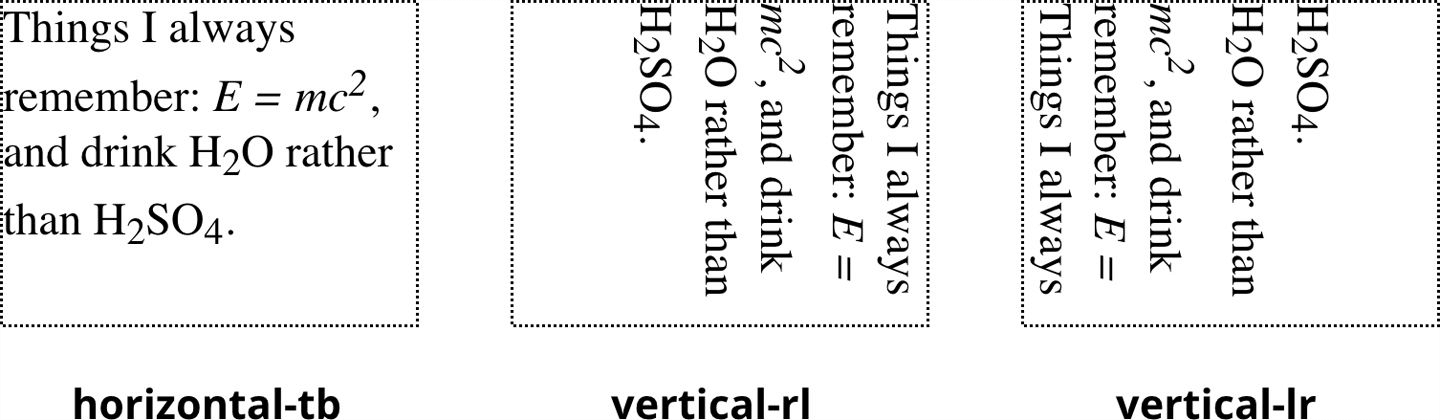 Things I always
remember: E = mc²,
and drink H₂O rather
than H₂SO₄.
horizontal-tb
Things I always
remember: E =
mc², and drink
H₂O rather than
H₂SO₄.
vertical-rl
Things I always
remember: E =
mc², and drink
H₂O rather than
H₂SO₄.
vertical-lr